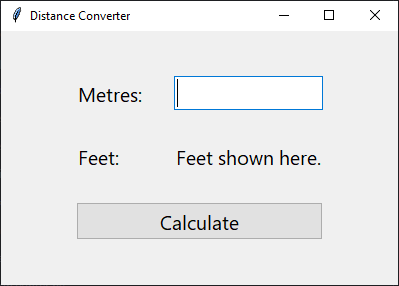 Distance Converter
Metres:
Feet: Feet shown here.
Calculate